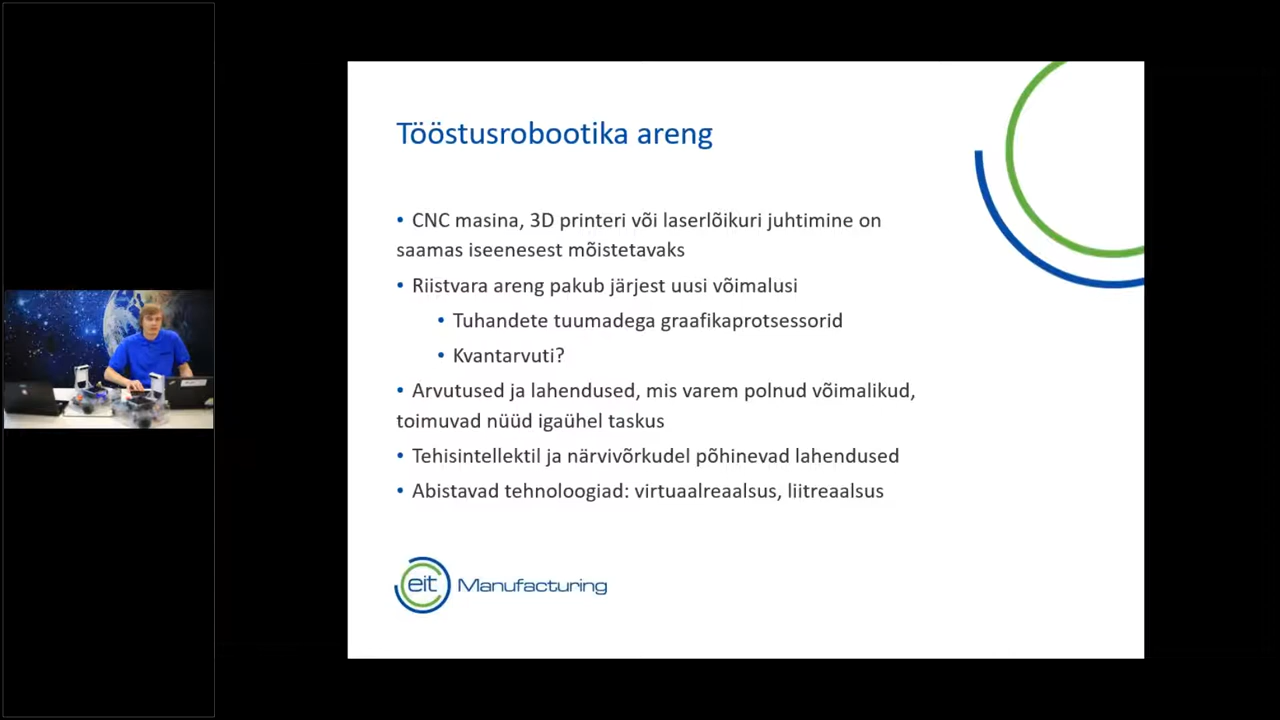 Tööstusrobootika areng
• CNC masina, 3D printeri või laserlõikuri juhtimine on
saamas iseenesest mõistetavaks
• Riistvara areng pakub järjest uusi võimalusi
• Tuhandete tuumadega graafikaprotsessorid
• Kvantarvuti?
• Arvutused ja lahendused, mis varem polnud võimalikud,
toimuvad nüüd igaühel taskus
• Tehisintellektil ja närvivõrkudel põhinevad lahendused
• Abistavad tehnoloogiad: virtuaalreaalsus, liitreaalsus
eit Manufacturing